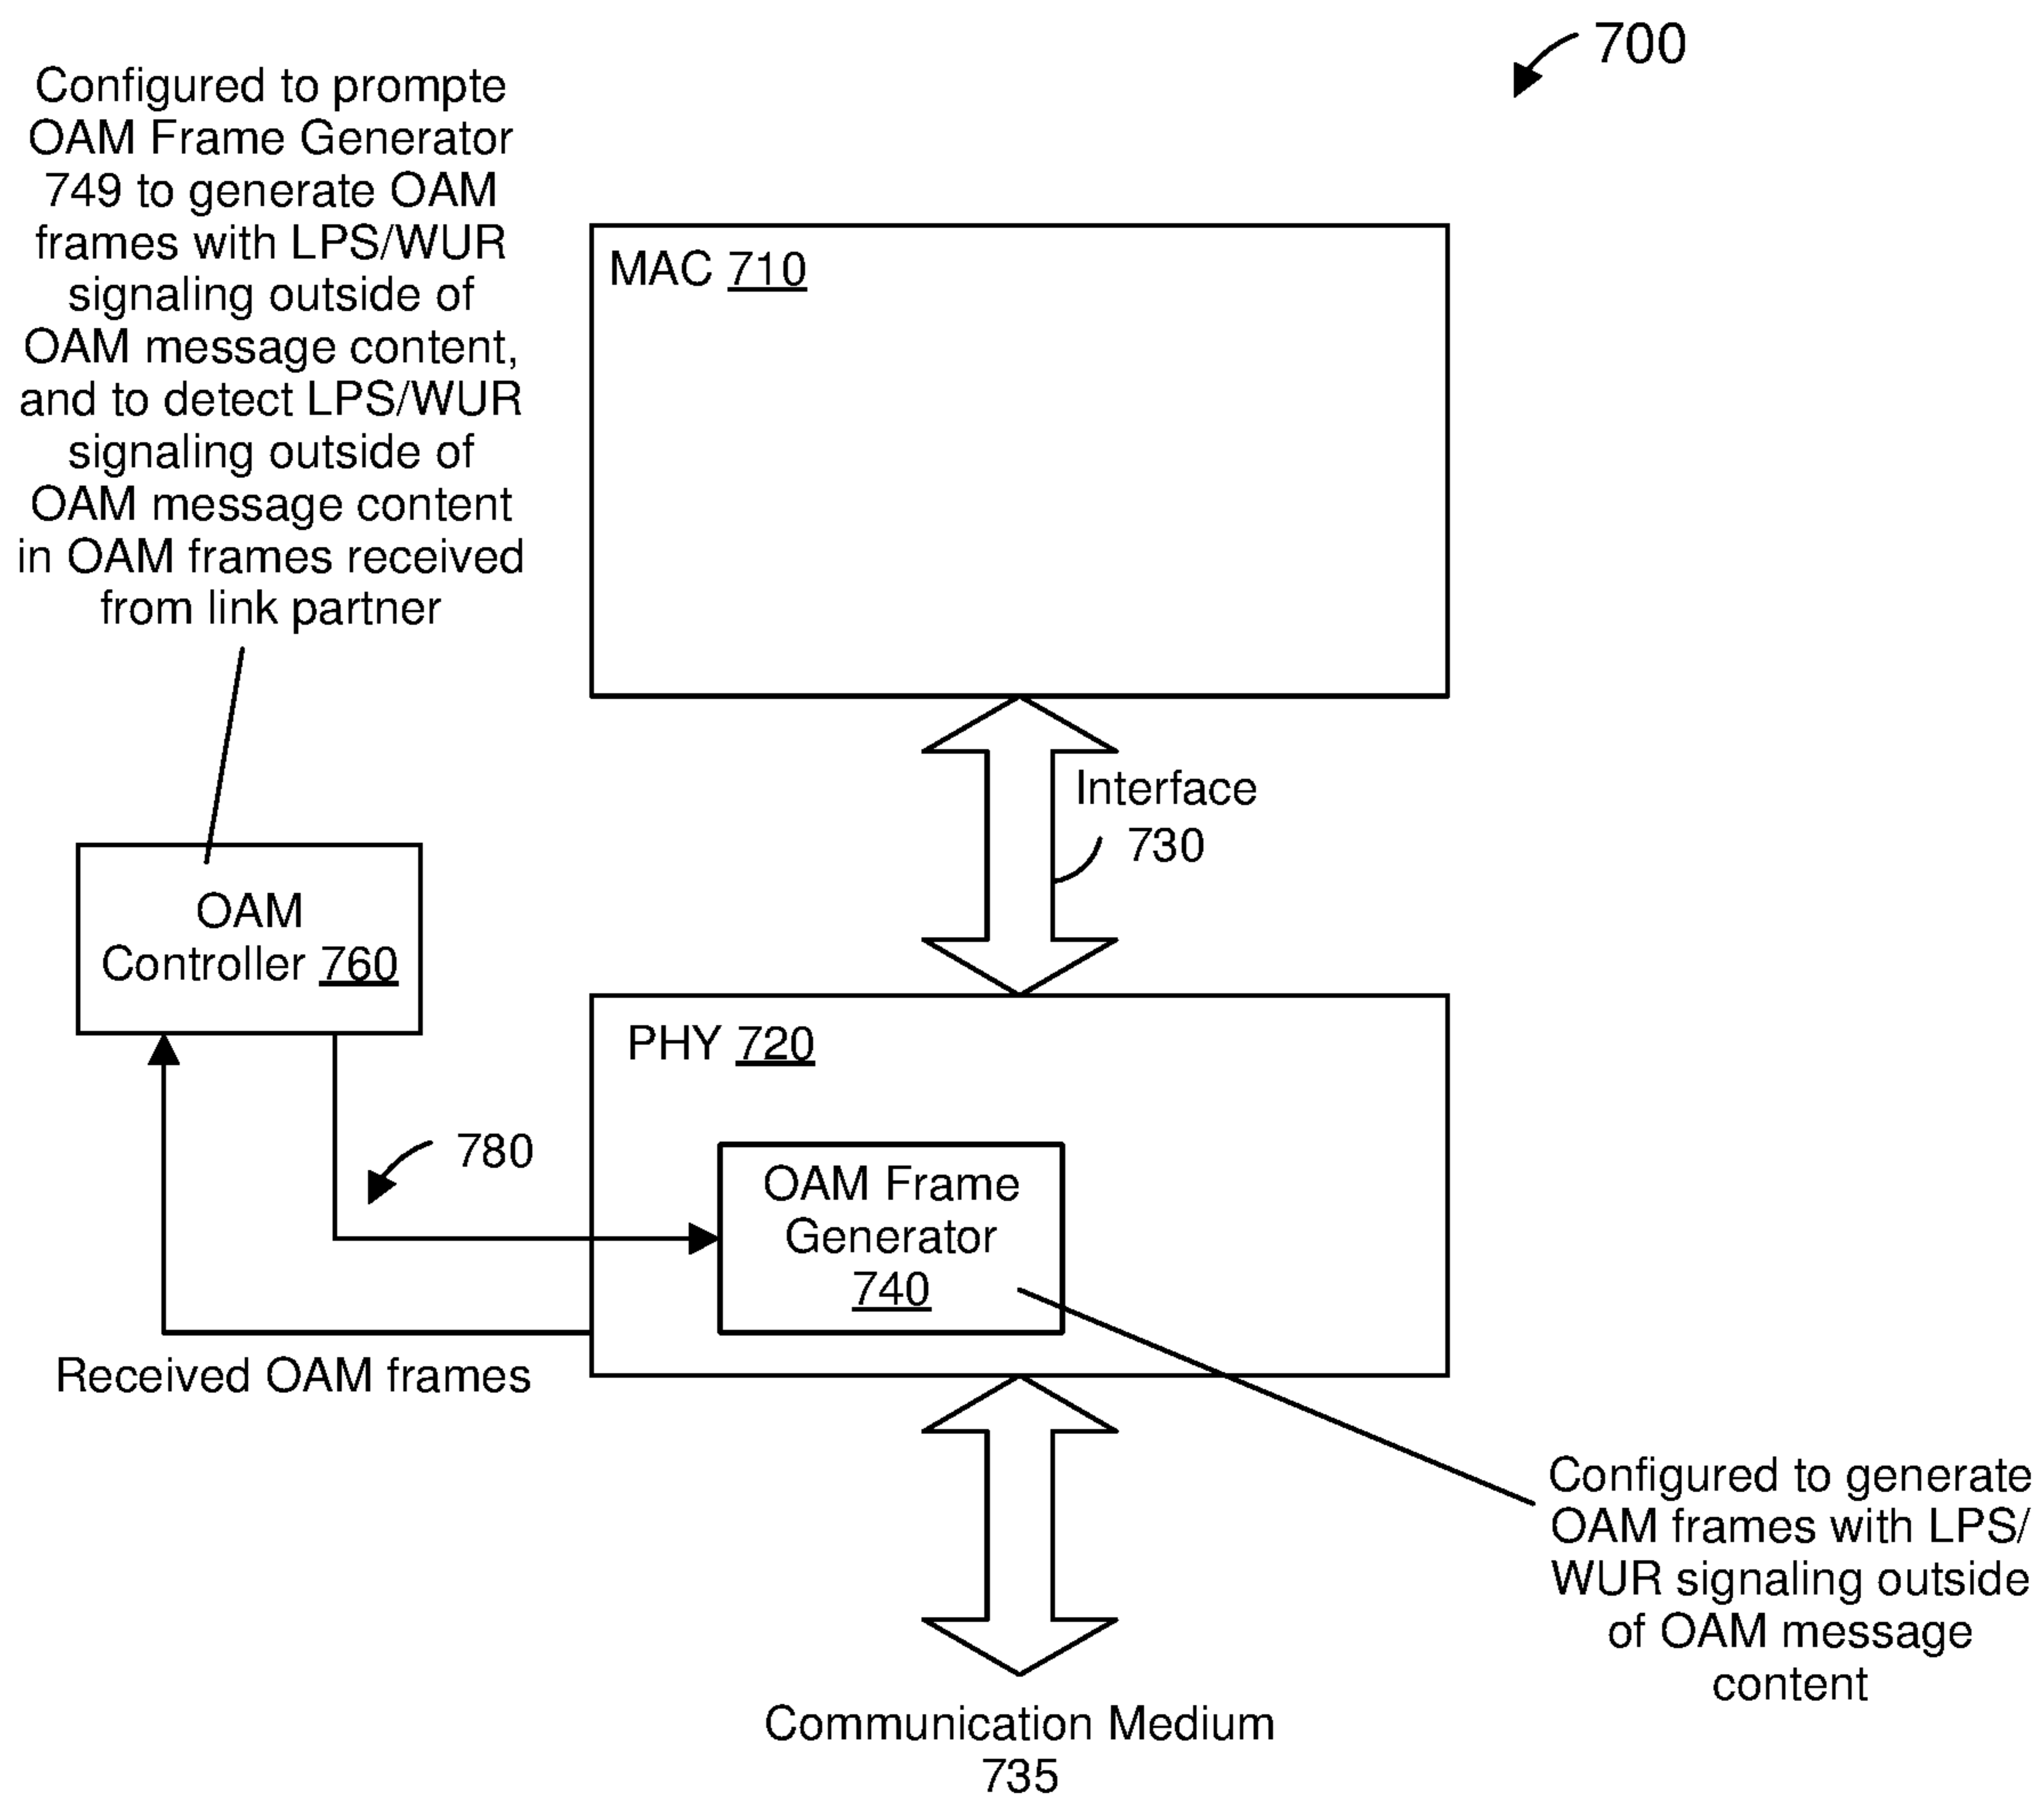 700
Configured to prompte
OAM Frame Generator
749 to generate OAM
frames with LPS/WUR
signaling outside of
OAM message content,
and to detect LPS/WUR
signaling outside of
OAM message content
in OAM frames received
from link partner
MAC 710
Interface
730
OAM
Controller 760
PHY 720
780
OAM Frame
Generator
740
Received OAM frames
Configured to generate
OAM frames with LPS/
WUR signaling outside
of OAM message
content
Communication Medium
735